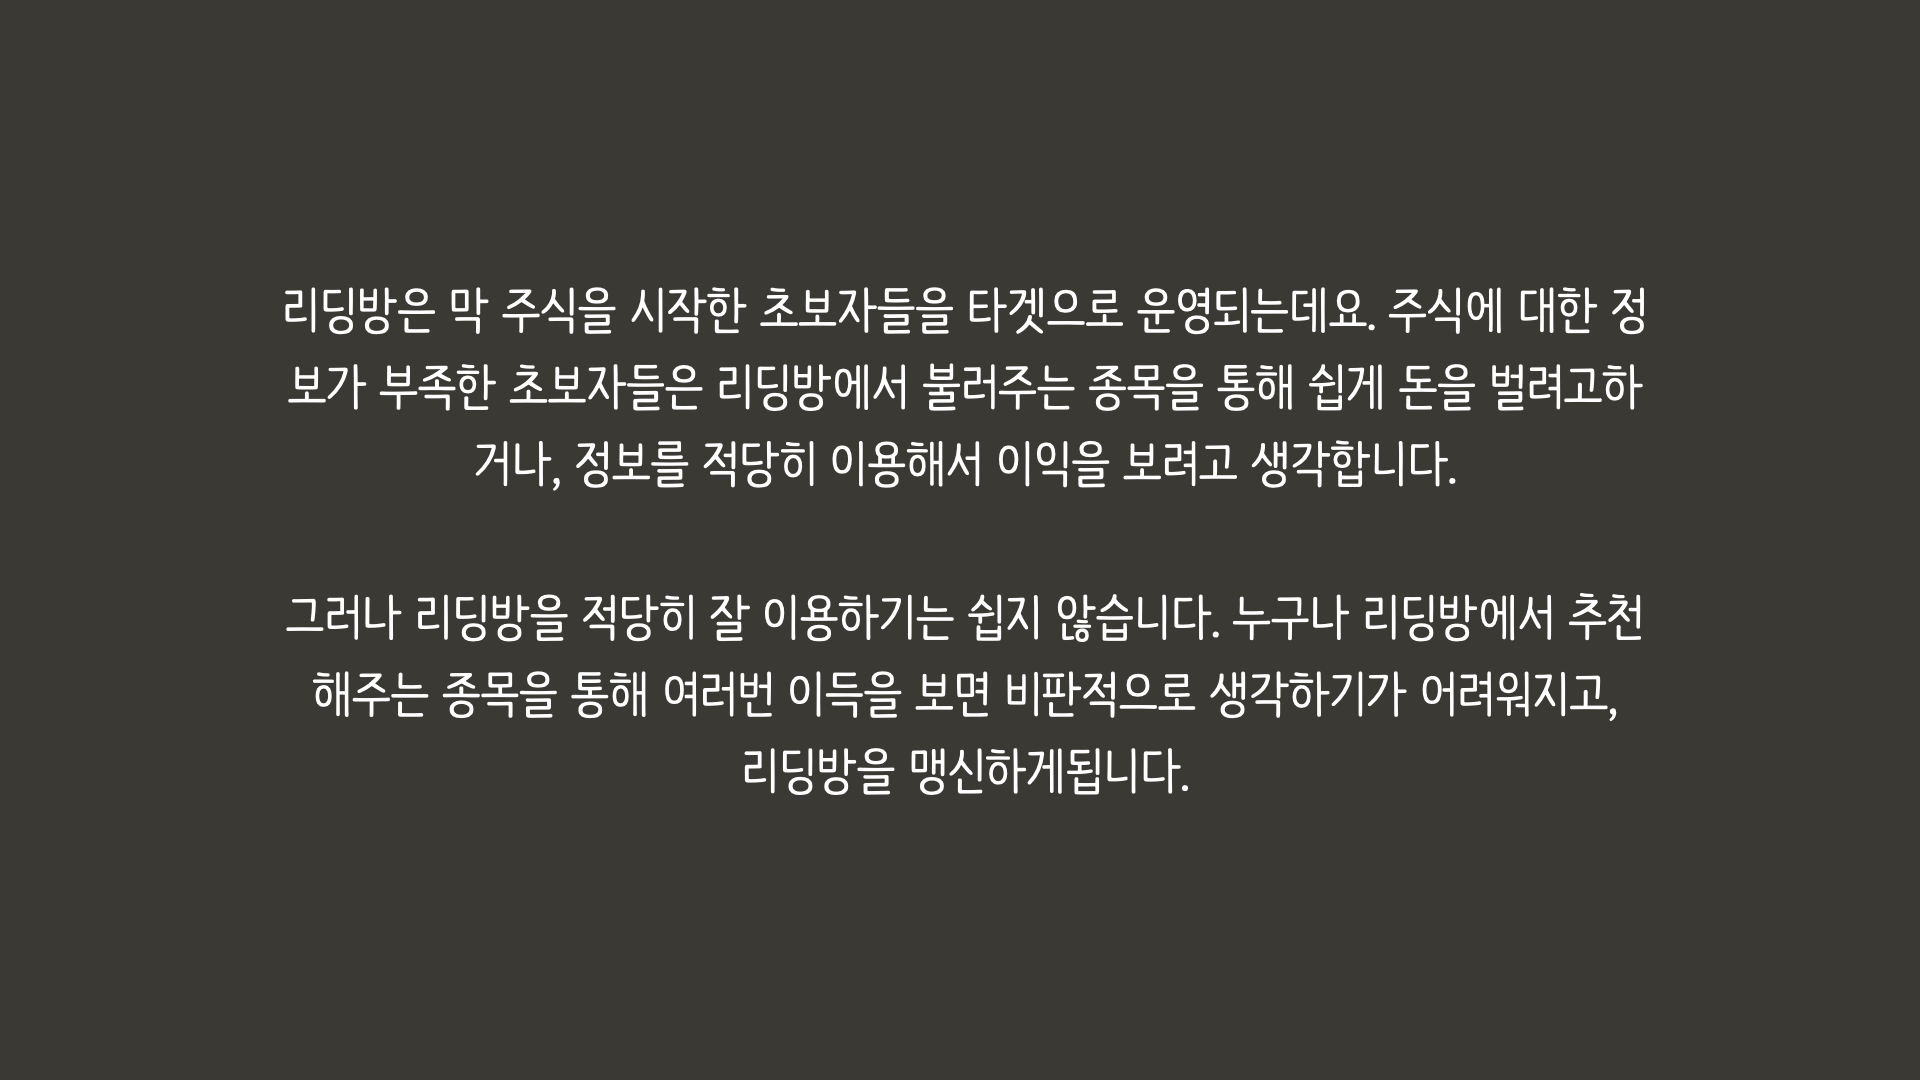 리딩방은 막 주식을 시작한 초보자들을 타겟으로 운영되는데요. 주식에 대한 정
보가 부족한 초보자들은 리딩방에서 불러주는 종목을 통해 쉽게 돈을 벌려고하
거나, 정보를 적당히 이용해서 이익을 보려고 생각합니다.
그러나 리딩방을 적당히 잘 이용하기는 쉽지 않습니다. 누구나 리딩방에서 추천
해주는 종목을 통해 여러번 이득을 보면 비판적으로 생각하기가 어려워지고,
리딩방을 맹신하게됩니다.